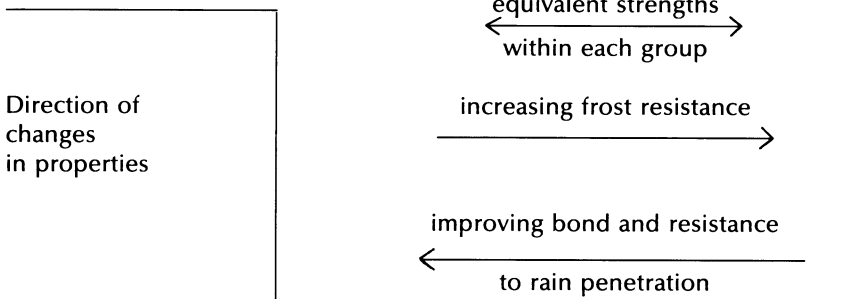 equivalent strengths
within each group
Direction of
changes
in properties
increasing frost resistance
improving bond and resistance
to rain penetration